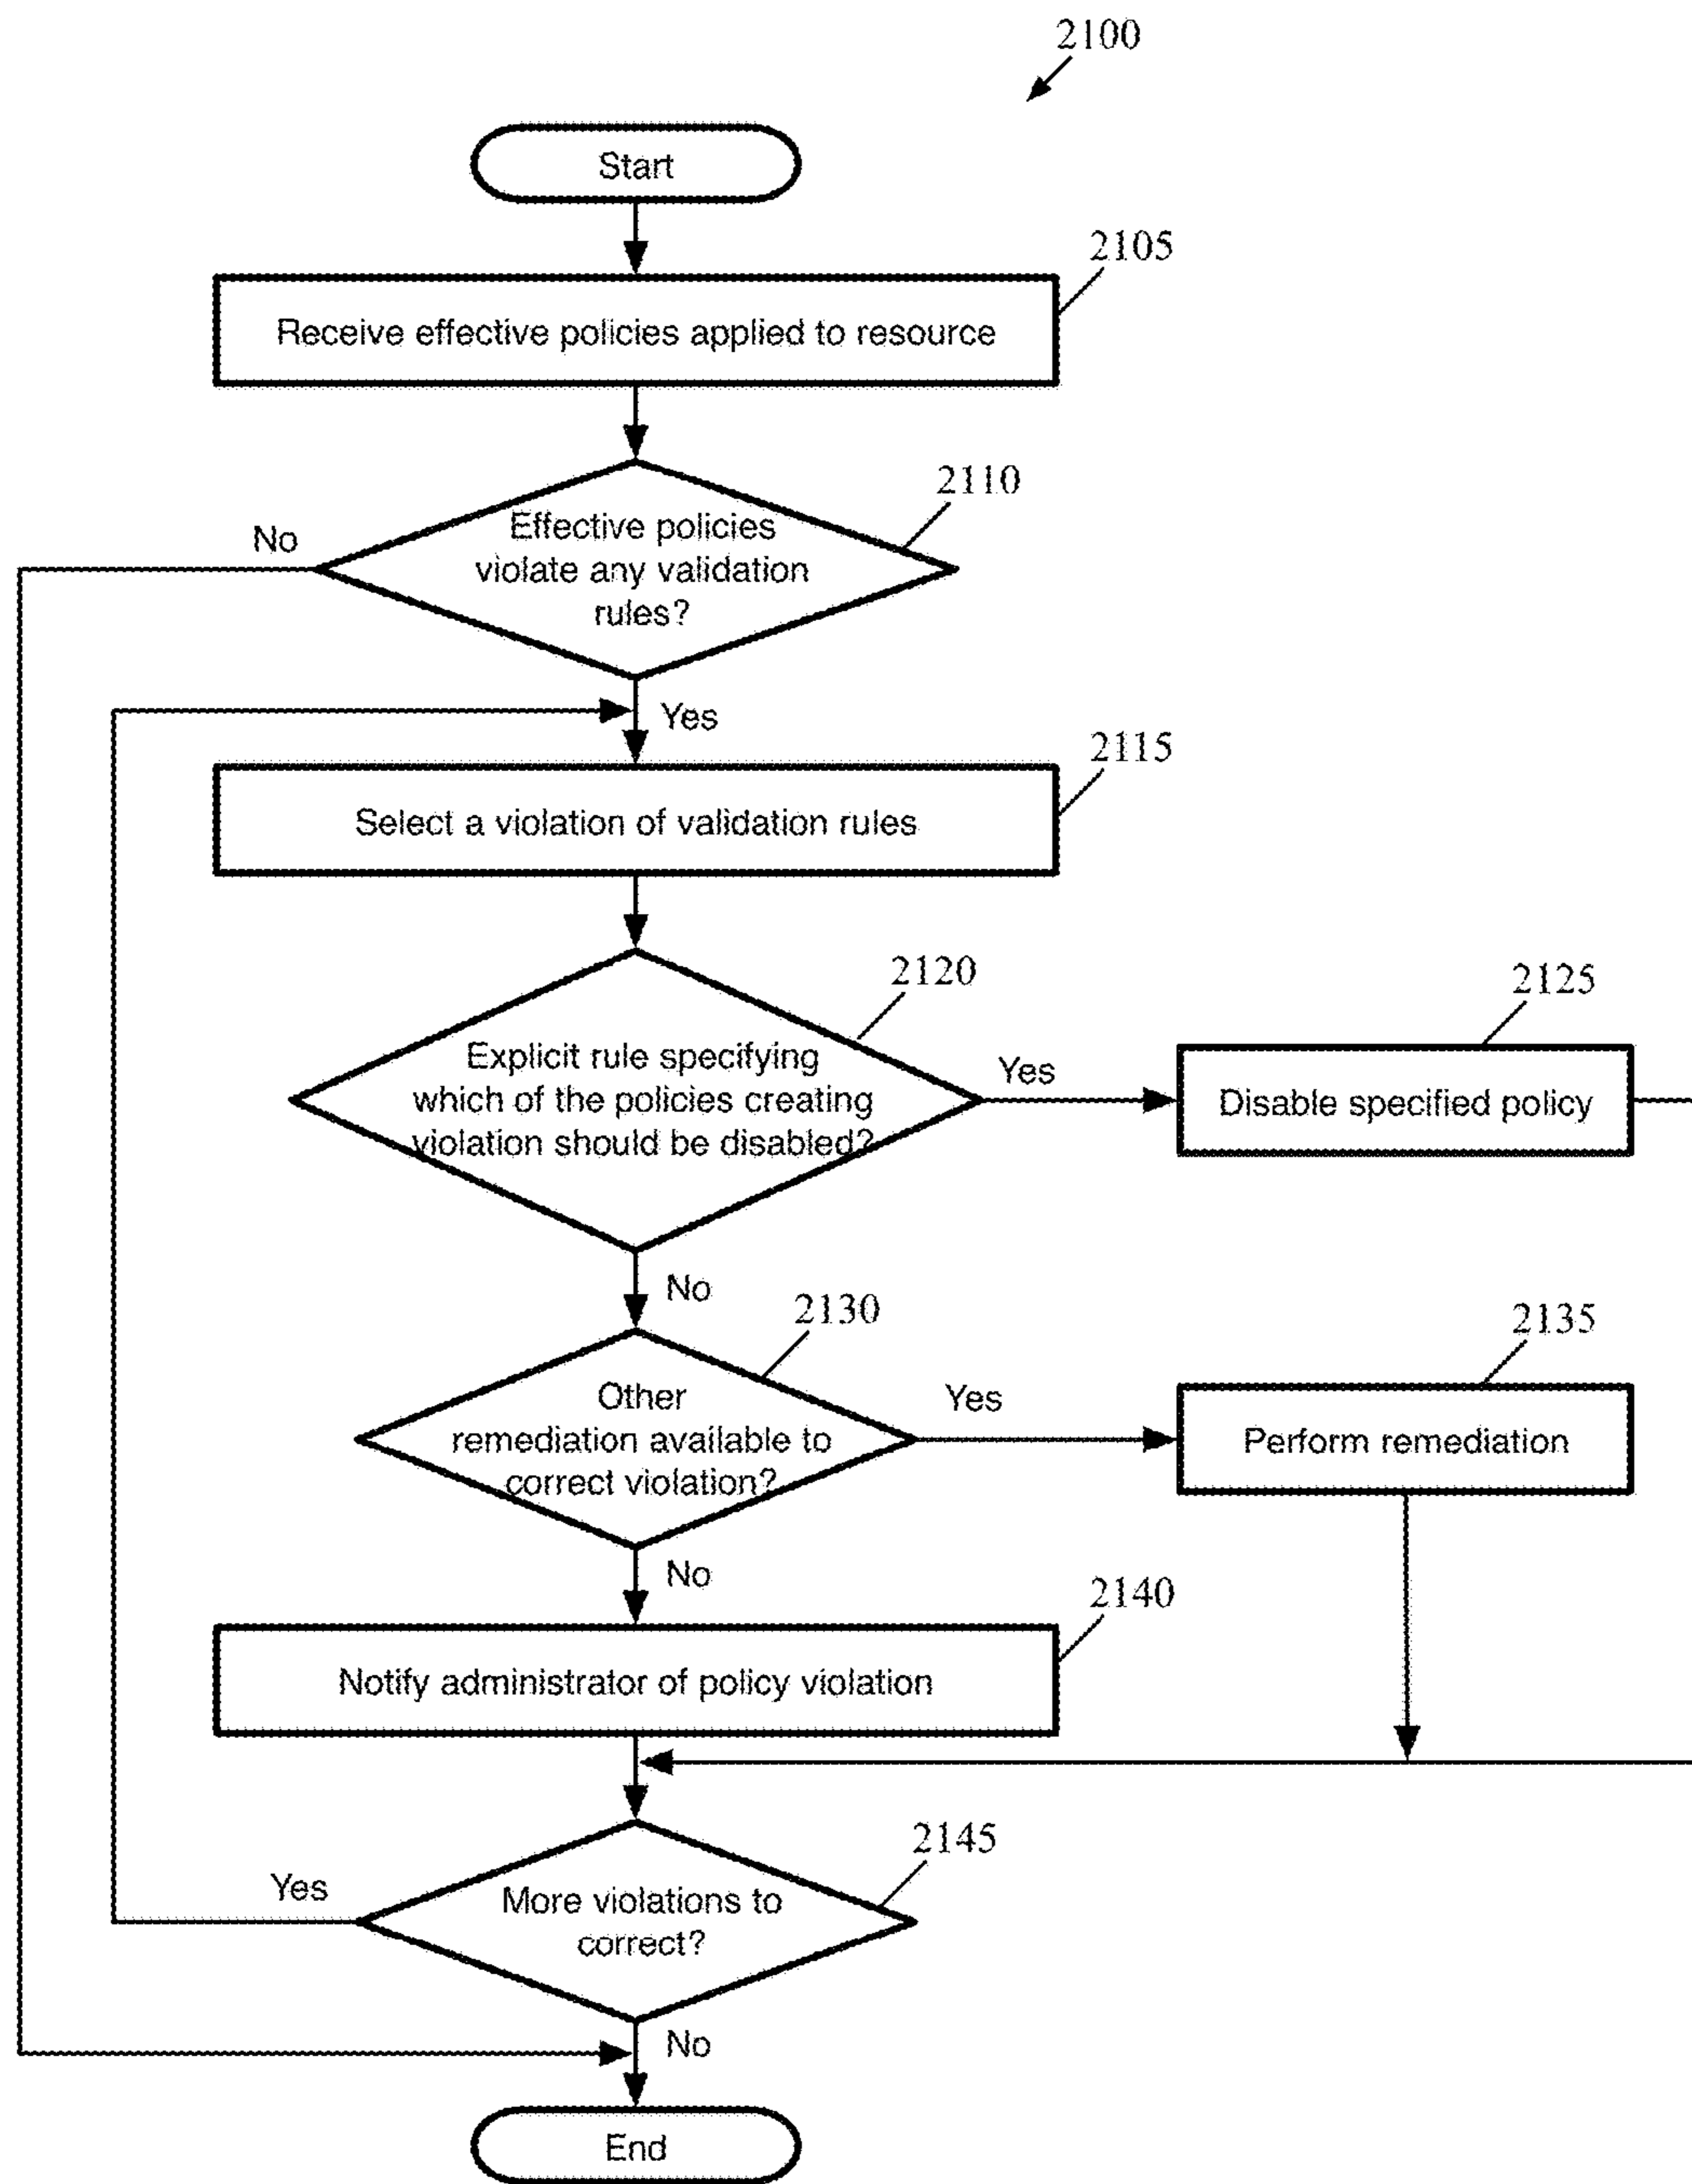 2100
Start
2105
Receive effective policies applied to resource
2110
Effective policies
violate any validation
rules?
No
Yes
2115
Select a violation of validation rules
2120
Explicit rule specifying
which of the policies creating
violation should be disabled?
Yes
2125
Disable specified policy
No
2130
Other
remediation available to
correct violation?
Yes
2135
Perform remediation
No
2140
Notify administrator of policy violation
2145
More violations to
correct?
Yes
No
End